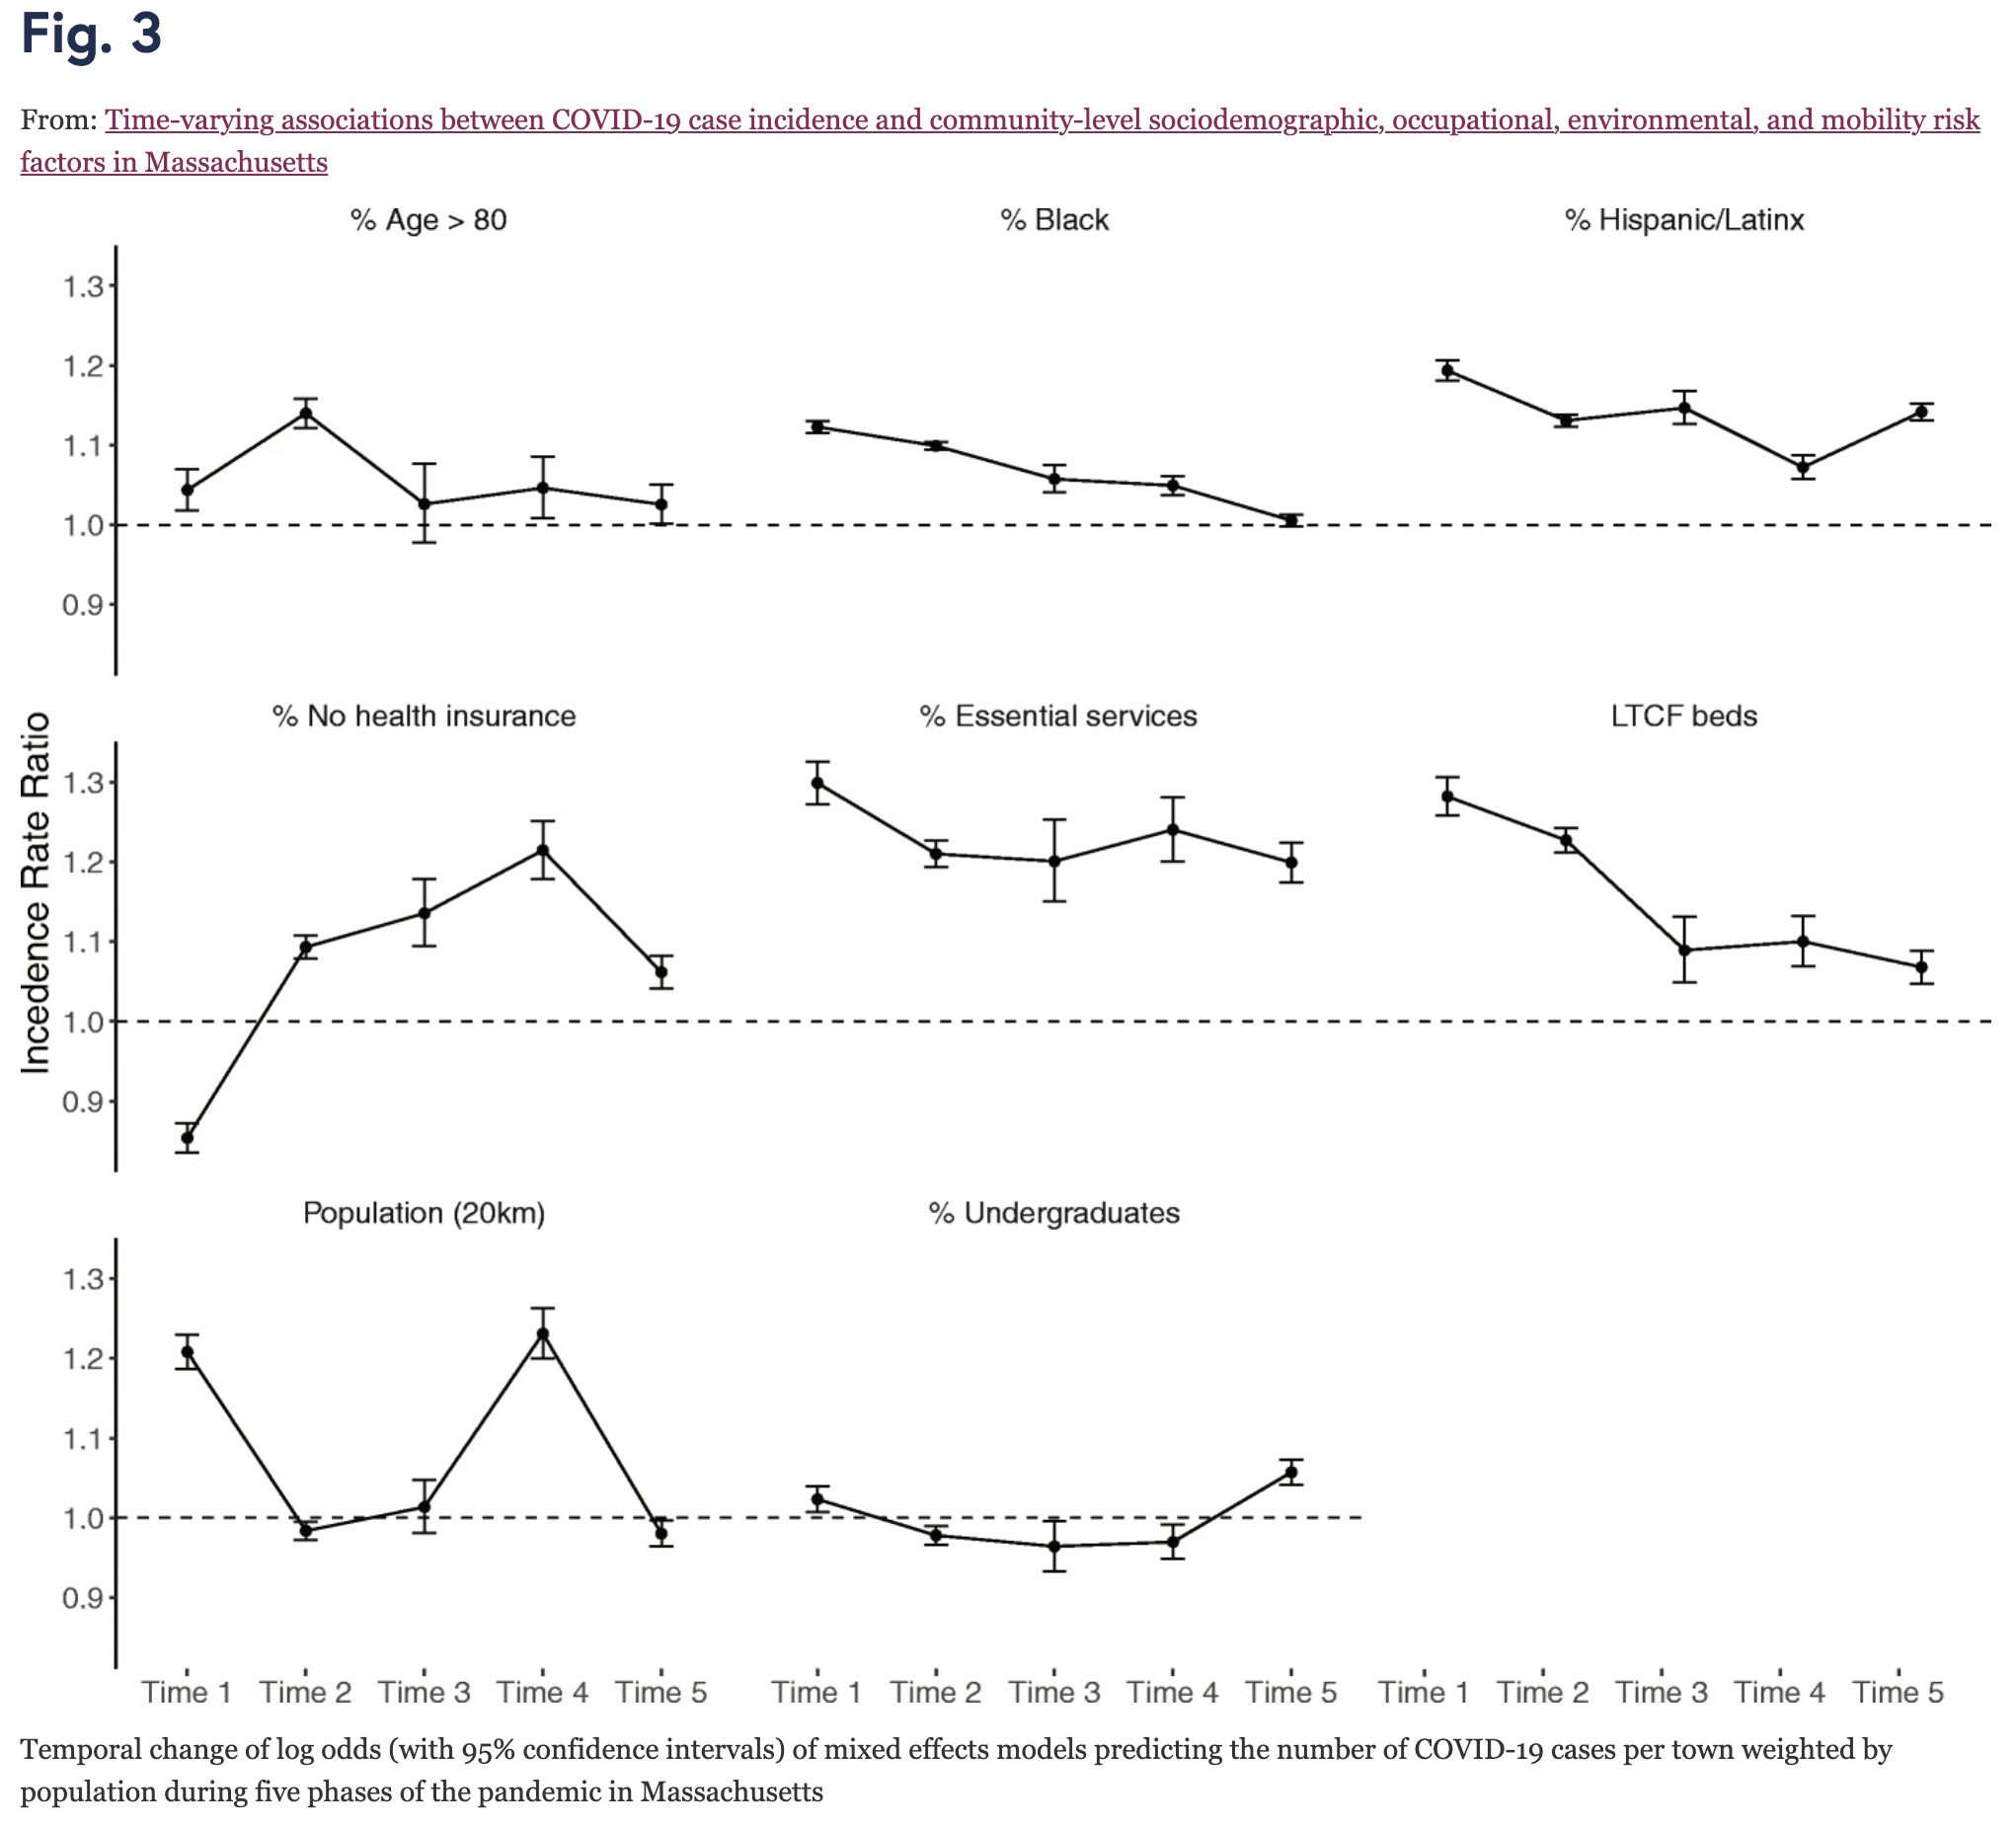 Fig. 3
From: Time-varying associations between COVID-19 case incidence and community-level sociodemographic, occupational, environmental, and mobility risk
factors in Massachusetts
% Age > 80
% Black
% Hispanic/Latinx
1.3
1.2
1.1
1.0
0.9
Incedence Rate Ratio
% No health insurance
% Essential services
LTCF beds
1.3
1.2
1.1
1.0
0.9
Population (20km)
% Undergraduates
1.3
1.2
1.1
1.0
0.9
Time 1 Time 2 Time 3 Time 4 Time 5 Time 1 Time 2 Time 3 Time 4 Time 5 Time 1 Time 2 Time 3 Time 4 Time 5
Temporal change of log odds (with 95% confidence intervals) of mixed effects models predicting the number of COVID-19 cases per town weighted by
population during five phases of the pandemic in Massachusetts